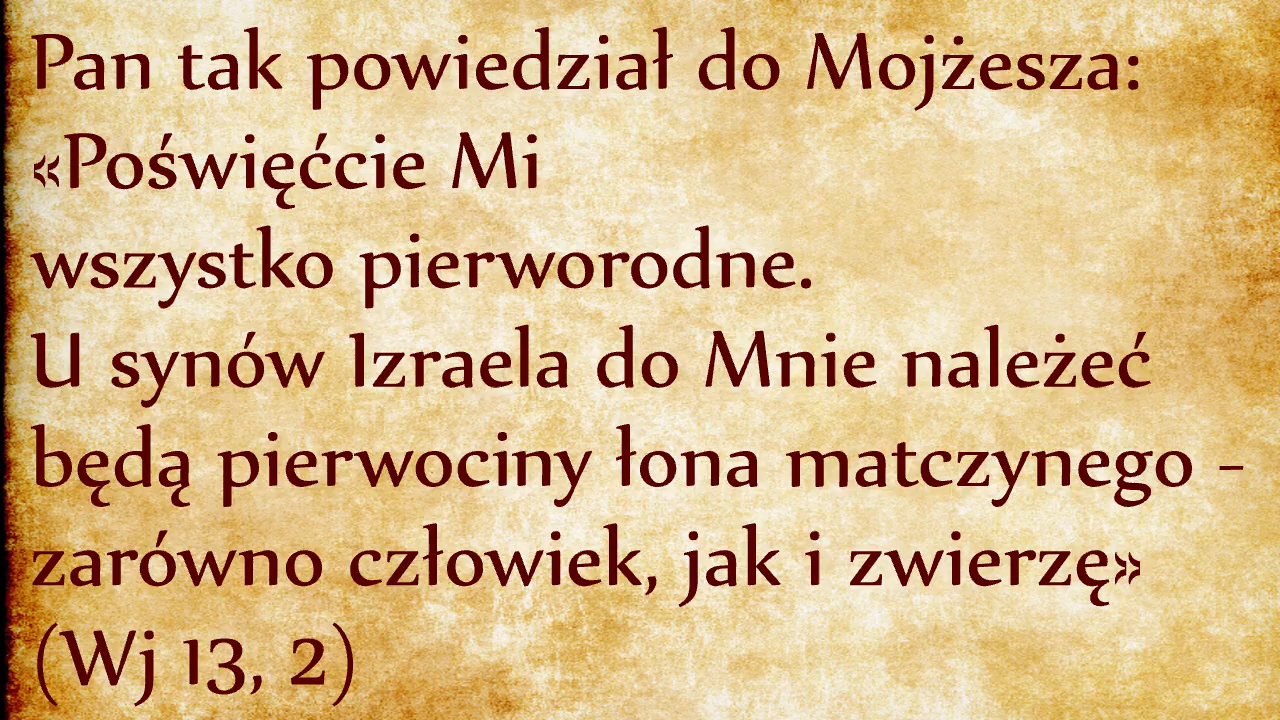 Pan tak powiedział do Mojżesza:
«Poświęćcie Mi
wszystko pierworodne.
U synów Izraela do Mnie należeć
będą pierwociny łona matczynego -
zarówno człowiek, jak i zwierzę»
(Wj 13, 2)